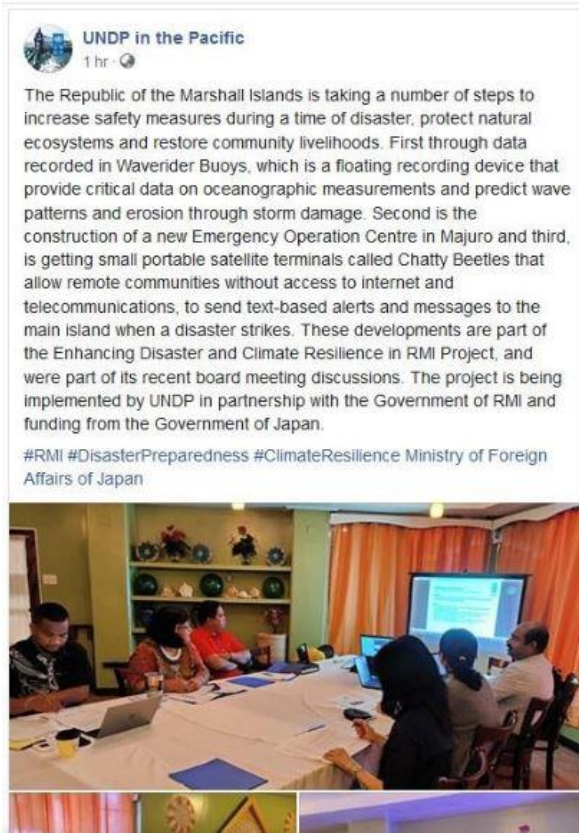 UNDP in the Pacific
1 hr ·
The Republic of the Marshall Islands is taking a number of steps to
increase safety measures during a time of disaster, protect natural
ecosystems and restore community livelihoods. First through data
recorded in Waverider Buoys, which is a floating recording device that
provide critical data on oceanographic measurements and predict wave
patterns and erosion through storm damage. Second is the
construction of a new Emergency Operation Centre in Majuro and third,
is getting small portable satellite terminals called Chatty Beetles that
allow remote communities without access to internet and
telecommunications, to send text-based alerts and messages to the
main island when a disaster strikes. These developments are part of
the Enhancing Disaster and Climate Resilience in RMI Project, and
were part of its recent board meeting discussions. The project is being
implemented by UNDP in partnership with the Government of RMI and
funding from the Government of Japan.
#RMI #DisasterPreparedness #ClimateResilience Ministry of Foreign
Affairs of Japan